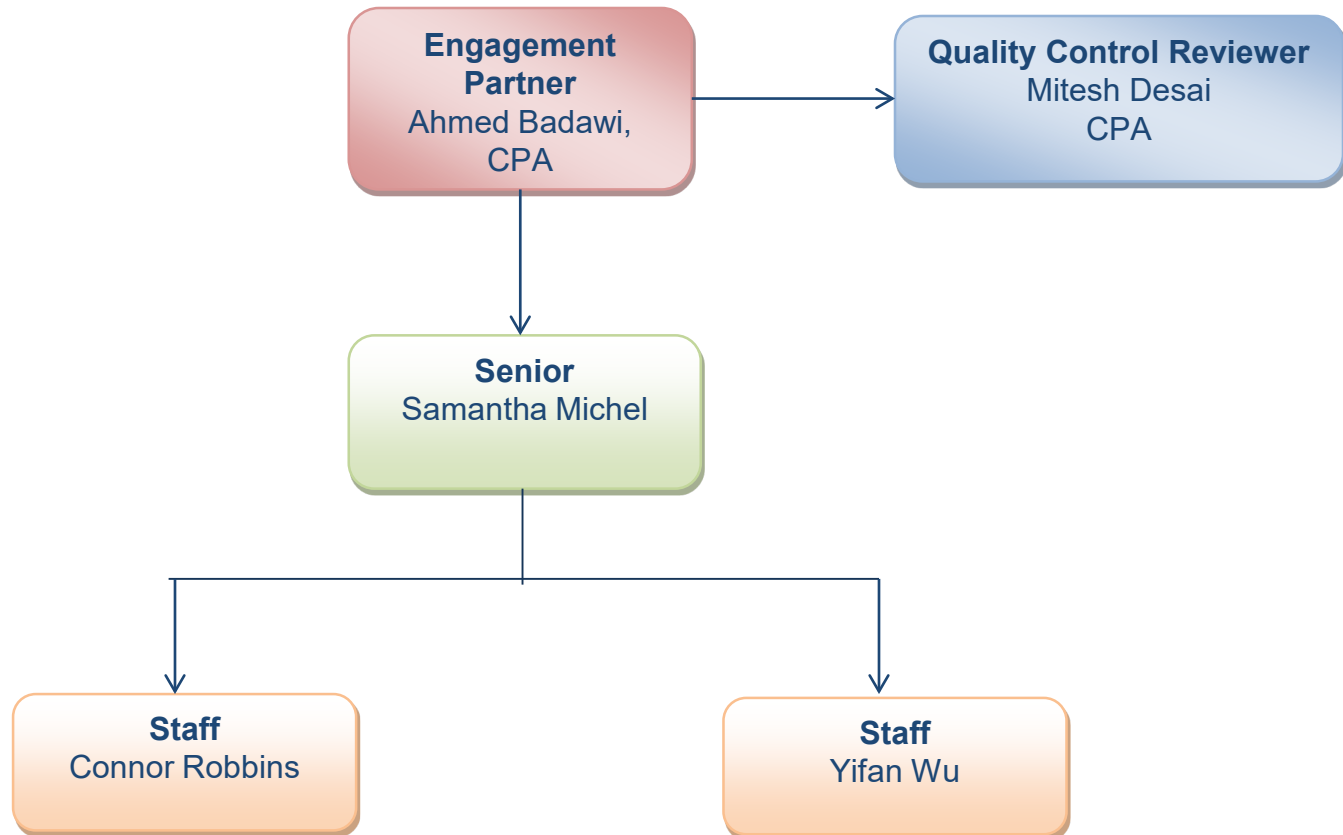 Engagement
Partner
Ahmed Badawi,
CPA
Quality Control Reviewer
Mitesh Desai
CPA
Senior
Samantha Michel
Staff
Connor Robbins
Staff
Yifan Wu